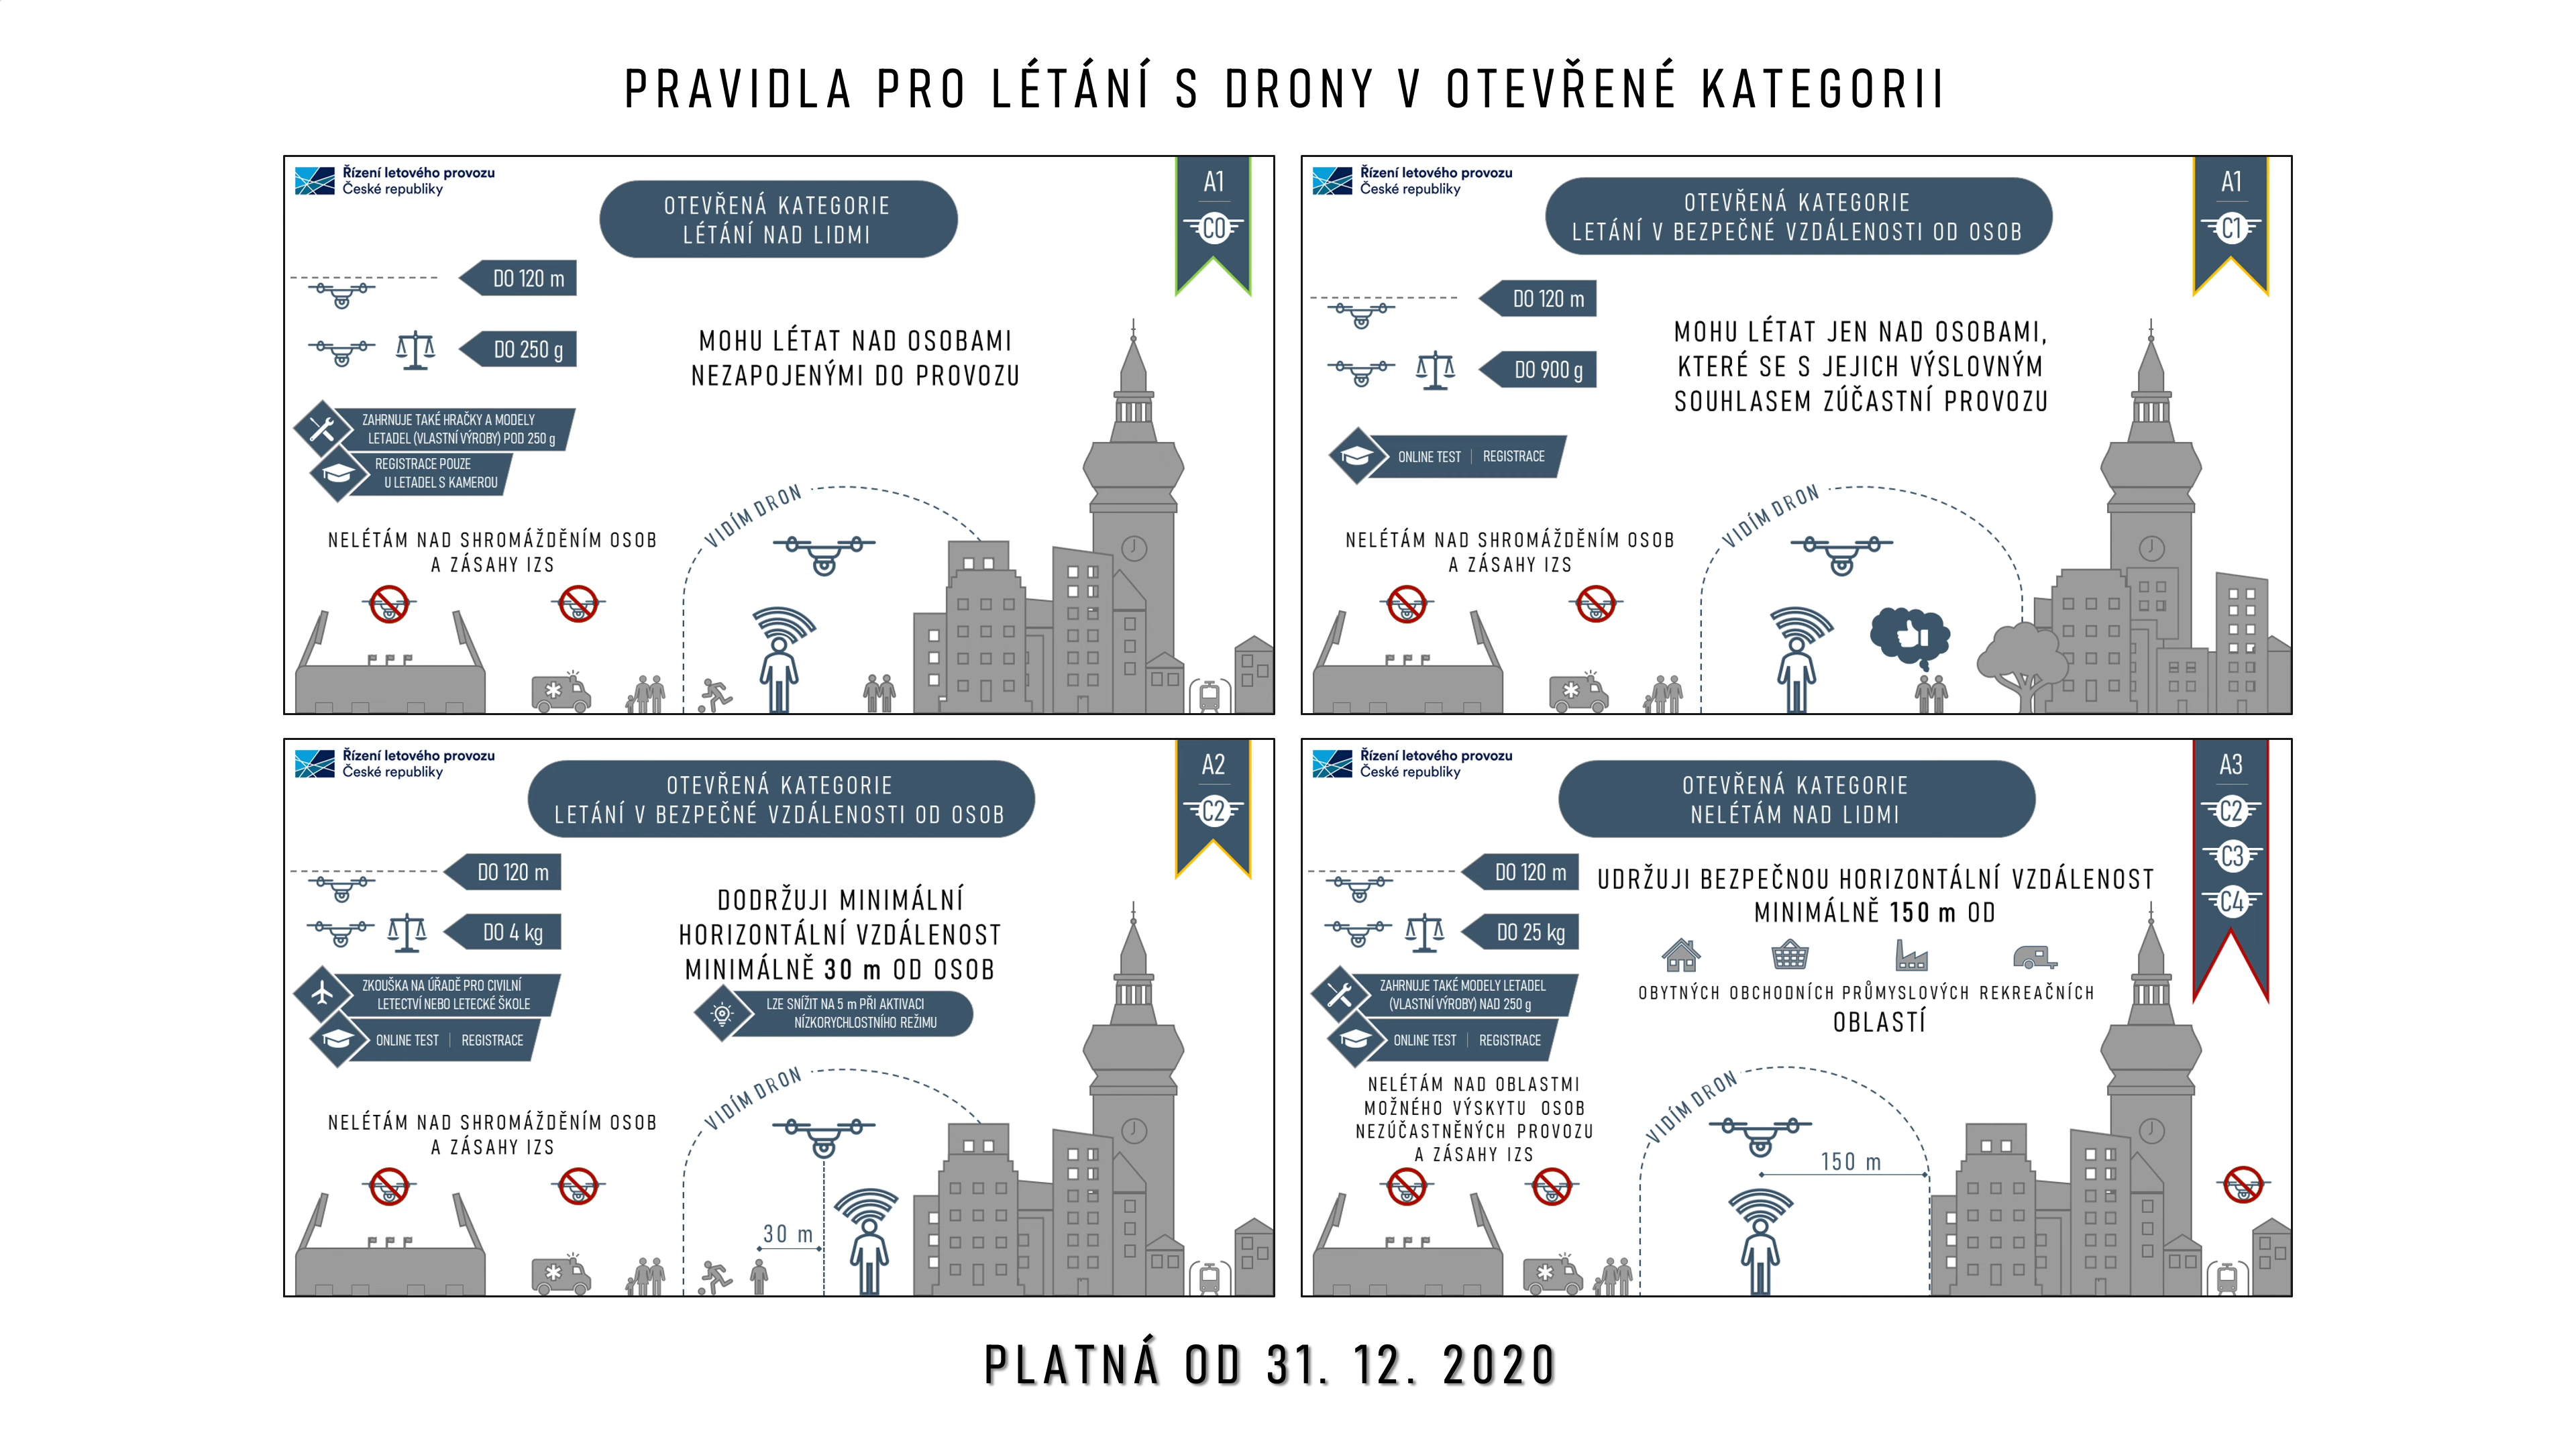 PRAVIDLA PRO LÉTÁNÍ S DRONY V OTEVŘENÉ KATEGORII
Řízení letového provozu
České republiky
OTEVŘENÁ KATEGORIE
LÉTÁNÍ NAD LIDMI
A1
C0
DO 120 m
DO 250 g
MOHU LÉTAT NAD OSOBAMI
NEZAPOJENÝMI DO PROVOZU
ZAHRNUJE TAKÉ HRAČKY A MODELY
LETADEL (VLASTNÍ VÝROBY) POD 250 g
REGISTRACE POUZE
U LETADEL S KAMEROU
VIDÍM DRON
NELÉTÁM NAD SHROMÁŽDĚNÍM OSOB
A ZÁSAHY IZS
Řízení letového provozu
České republiky
OTEVŘENÁ KATEGORIE
LETÁNÍ V BEZPEČNÉ VZDÁLENOSTI OD OSOB
A1
C1
DO 120 m
DO 900 g
MOHU LÉTAT JEN NAD OSOBAMI,
KTERÉ SE S JEJICH VÝSLOVNÝM
SOUHLASEM ZÚČASTNÍ PROVOZU
ONLINE TEST | REGISTRACE
VIDÍM DRON
NELÉTÁM NAD SHROMÁŽDĚNÍM OSOB
A ZÁSAHY IZS
Řízení letového provozu
České republiky
OTEVŘENÁ KATEGORIE
LETÁNÍ V BEZPEČNÉ VZDÁLENOSTI OD OSOB
A2
C2
DO 120 m
DO 4 kg
DODRŽUJI MINIMÁLNÍ
HORIZONTÁLNÍ VZDÁLENOST
MINIMÁLNĚ 30 m OD OSOB
LZE SNÍŽIT NA 5 m PŘI AKTIVACI
NÍZKORYCHLOSTNÍHO REŽIMU
ZKOUŠKA NA ÚŘADĚ PRO CIVILNÍ
LETECTVÍ NEBO LETECKÉ ŠKOLE
ONLINE TEST | REGISTRACE
VIDÍM DRON
NELÉTÁM NAD SHROMÁŽDĚNÍM OSOB
A ZÁSAHY IZS
30 m
Řízení letového provozu
České republiky
OTEVŘENÁ KATEGORIE
NELÉTÁM NAD LIDMI
A3
C2
C3
C4
DO 120 m
DO 25 kg
UDRŽUJI BEZPEČNOU HORIZONTÁLNÍ VZDÁLENOST
MINIMÁLNĚ 150 m OD
OBYTNÝCH OBCHODNÍCH PRŮMYSLOVÝCH REKREAČNÍCH
OBLASTÍ
ZAHRNUJE TAKÉ MODELY LETADEL
(VLASTNÍ VÝROBY) NAD 250 g
ONLINE TEST | REGISTRACE
NELÉTÁM NAD OBLASTMI
MOŽNÉHO VÝSKYTU OSOB
NEZÚČASTNĚNÝCH PROVOZU
A ZÁSAHY IZS
VIDÍM DRON
150 m
PLATNÁ OD 31. 12. 2020